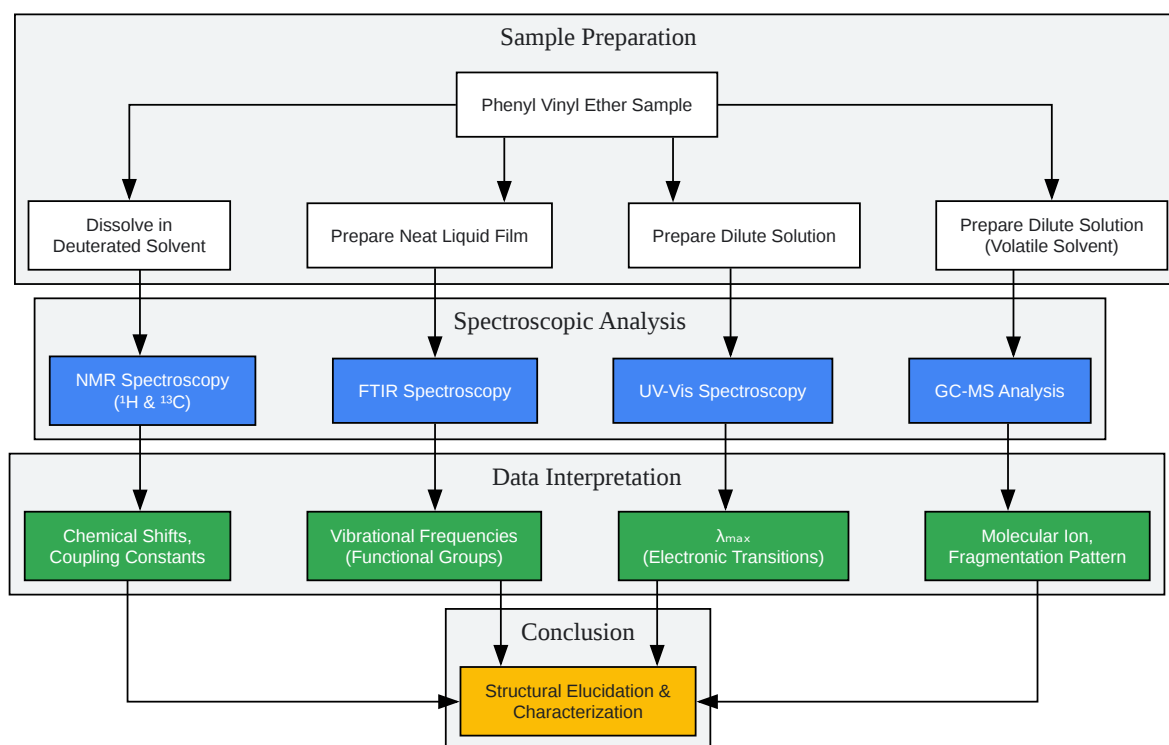 Sample Preparation
Phenyl Vinyl Ether Sample
Dissolve in
Deuterated Solvent
Prepare Neat Liquid Film
Prepare Dilute Solution
Prepare Dilute Solution
(Volatile Solvent)
Spectroscopic Analysis
NMR Spectroscopy
(¹H & ¹³C)
FTIR Spectroscopy
UV-Vis Spectroscopy
GC-MS Analysis
Data Interpretation
Chemical Shifts,
Coupling Constants
Vibrational Frequencies
(Functional Groups)
λₘₐₓ
(Electronic Transitions)
Molecular Ion,
Fragmentation Pattern
Conclusion
Structural Elucidation &
Characterization